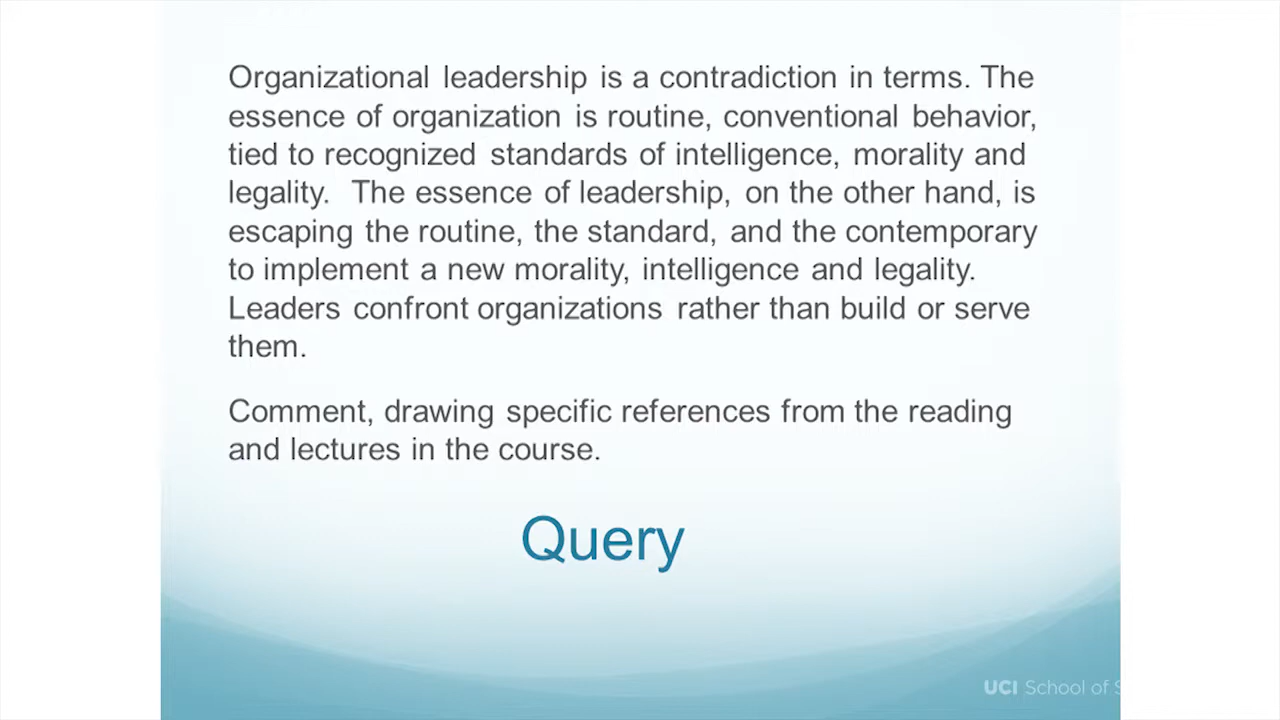 Organizational leadership is a contradiction in terms. The
essence of organization is routine, conventional behavior,
tied to recognized standards of intelligence, morality and
legality.  The essence of leadership, on the other hand, is
escaping the routine, the standard, and the contemporary
to implement a new morality, intelligence and legality.
Leaders confront organizations rather than build or serve
them.
Comment, drawing specific references from the reading
and lectures in the course.
Query
UCI School of